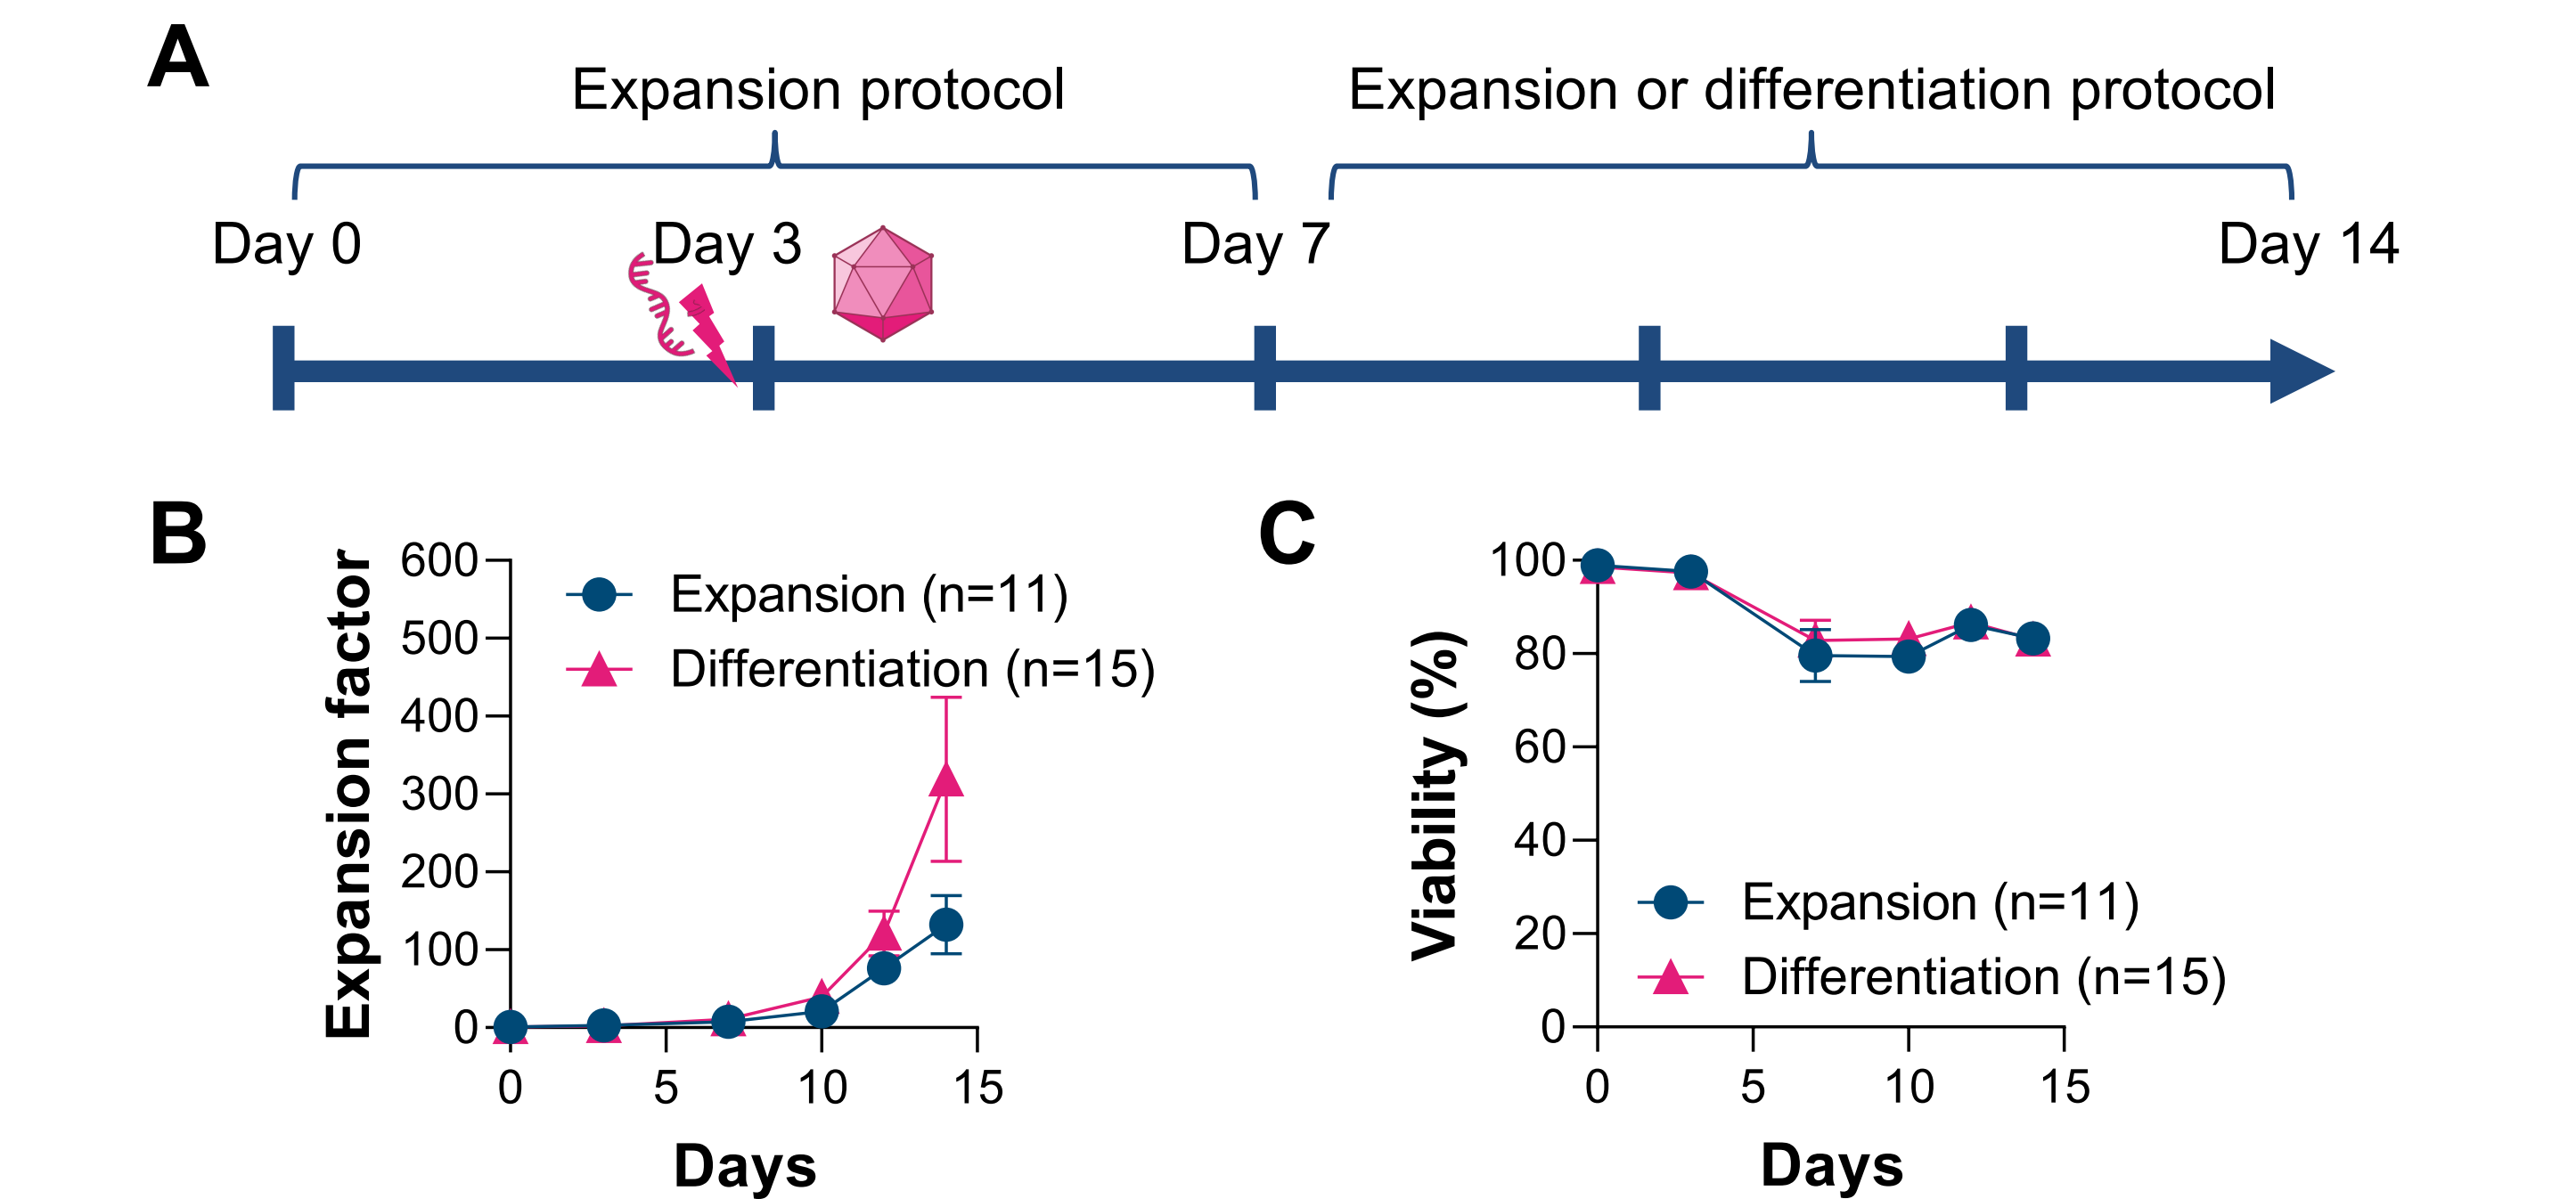 A
Expansion protocol
Expansion or differentiation protocol
Day 0
Day 3
Day 7
Day 14
B
Expansion factor
600
500
400
300
200
100
0
Expansion (n=11)
Differentiation (n=15)
0 5 10 15
Days
C
Viability (%)
100
80
60
40
20
0
Expansion (n=11)
Differentiation (n=15)
0 5 10 15
Days